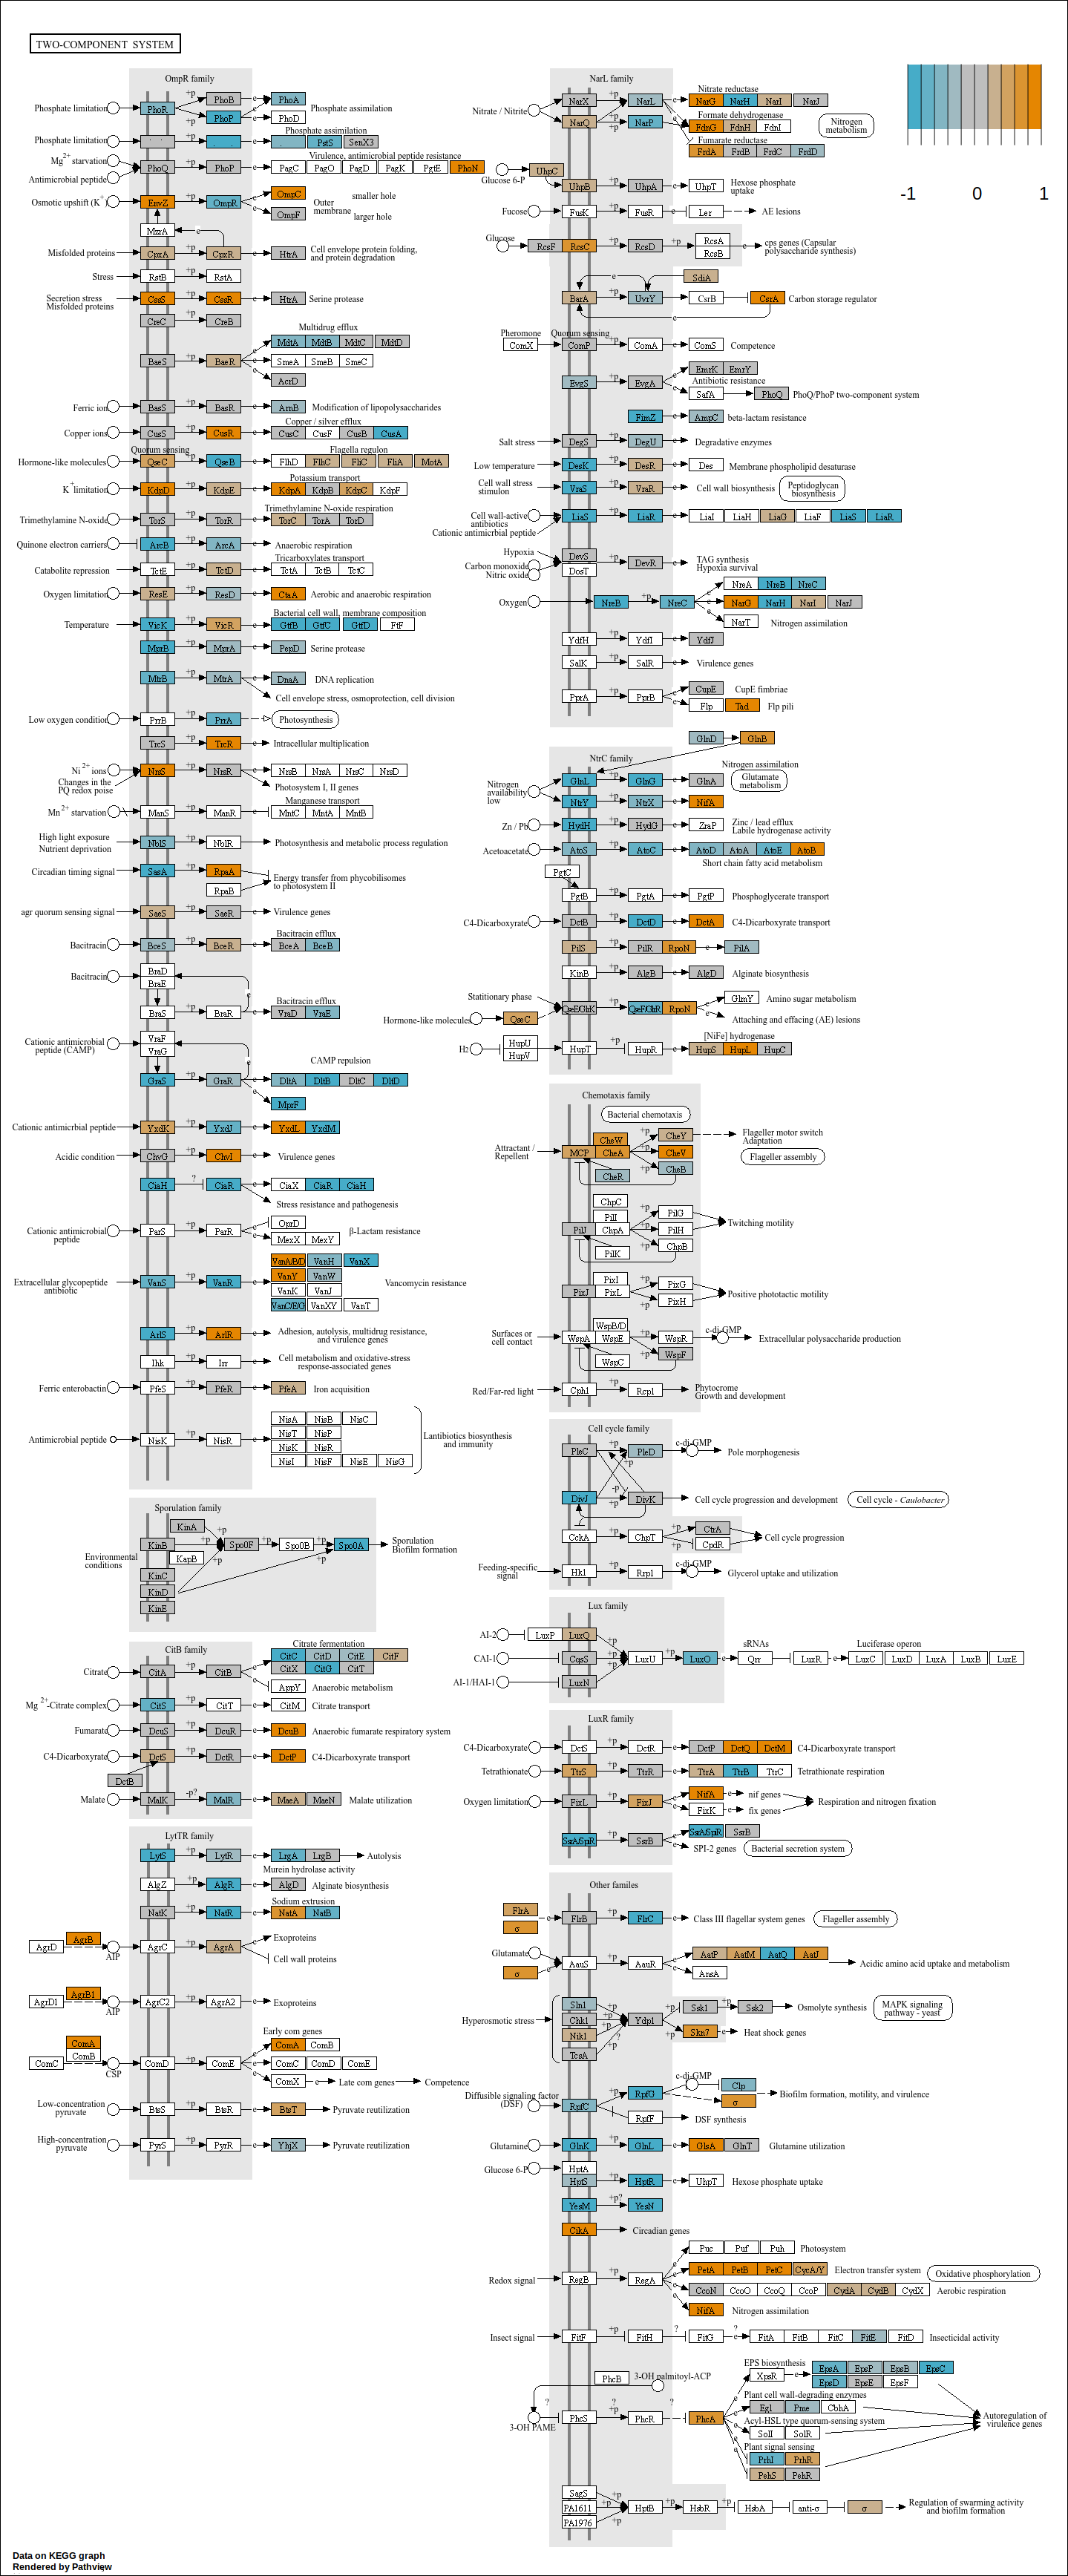 TWO-COMPONENT SYSTEM
-1 0 1
OmpR family
Phosphate limitation PhoR +p PhoB PhoA Phosphate assimilation
+p PhoP PhoD
Phosphate limitation +p Phosphate assimilation
PstS SenX3
Mg2+ starvation
Antimicrobial peptide PhoQ +p PhoP e Virulence, antimicrobial peptide resistance
PagC PagO PagD PagK PgtE PhoN
Osmotic upshift (K+) EnvZ +p OmpR e OmpC smaller hole
Outer membrane
OmpF larger hole
MzrA e
Misfolded proteins CpxA +p CpxR e HtrA Cell envelope protein folding, and protein degradation
Stress RstB +p RstA
Secretion stress
Misfolded proteins CssS +p CssR e HtrA Serine protease
CreC +p CreB
Multidrug efflux
MdtA MdtB MdtC MdtD
BaeS +p BaeR e SmeA SmeB SmeC
AcrD
Ferric ion BasS +p BasR e ArnB Modification of lipopolysaccharides
Copper / silver efflux
Copper ions CusS +p CusR e CusC CusF CusB CusA
Quorum sensing Flagella regulon
Hormone-like molecules QseC +p QseB e FlhD FlhC FliC FliA MotA
Potassium transport
K+ limitation KdpD +p KdpE e KdpA KdpB KdpC KdpF
Trimethylamine N-oxide respiration
Trimethylamine N-oxide TorS +p TorR e TorC TorA TorD
Quinone electron carriers ArcB +p ArcA e Anaerobic respiration
Tricarboxylates transport
Catabolite repression TctE +p TctD e TctA TctB TctC
Oxygen limitation ResE +p ResD e CtaA Aerobic and anaerobic respiration
Bacterial cell wall, membrane composition
Temperature VicK +p VicR e GtfB GtfC GtfD FtF
MprB +p MprA e PepD Serine protease
MtrB +p MtrA e DnaA DNA replication
Cell envelope stress, osmoprotection, cell division
Low oxygen condition PrrB +p PrrA e Photosynthesis
TrcS +p TrcR e Intracellular multiplication
Ni2+ ions
Changes in the PQ redox poise NrsS +p NrsR e NrsB NrsA NrsC NrsD
Photosystem I, II genes
Manganese transport
Mn2+ starvation ManS +p ManR e MntC MntA MntB
High light exposure
Nutrient deprivation NblS +p NblR e Photosynthesis and metabolic process regulation
Circadian timing signal SasA +p RpaA
RpaB e Energy transfer from phycobilisomes to photosystem II
agr quorum sensing signal SaeS +p SaeR e Virulence genes
Bacitracin efflux
Bacitracin BceS +p BceR e BceA BceB
Bacitracin BraD
BraE
Bacitracin efflux
BraS +p BraR e VraD VraE
Cationic antimicrobial peptide (CAMP) VraF
VraG
CAMP repulsion
GraS +p GraR e DltA DltB DltC DltD
MprF
Cationic antimicrbial peptide YxdK +p YxdJ e YxdL YxdM
Acidic condition ChvG +p ChvI e Virulence genes
CiaH ? CiaR e CiaX CiaR CiaH
Stress resistance and pathogenesis
Cationic antimicrobial peptide ParS +p ParR e OprD
MexX MexY β-Lactam resistance
Extracellular glycopeptide antibiotic VanS +p VanR e VanA/B/D VanH VanX
VanY VanW
VanK VanJ
VanC/E/G VanXY VanT
Vancomycin resistance
ArlS +p ArlR e Adhesion, autolysis, multidrug resistance, and virulence genes
Ihk +p Irr e Cell metabolism and oxidative-stress response-associated genes
Ferric enterobactin PfeS +p PfeR e PfeA Iron acquisition
Antimicrobial peptide NisK +p NisR e NisA NisB NisC
NisT NisP
NisK NisR
NisI NisF NisE NisG
Lantibiotics biosynthesis and immunity
Sporulation family
KinA +p
KinB +p Spo0F +p Spo0B +p Spo0A Sporulation
Biofilm formation
Environmental conditions KapB +p +p
KinC
KinD
KinE
CitB family
Citrate fermentation
CitC CitD CitE CitF
Citrate CitA +p CitB e CitX CitG CitT
AppY Anaerobic metabolism
Mg2+-Citrate complex CitS +p CitT e CitM Citrate transport
Fumarate DcuS +p DcuR e DcuB Anaerobic fumarate respiratory system
C4-Dicarboxyrate DctS +p DctR e DctP C4-Dicarboxyrate transport
DctB
Malate MalK -p? MalR e MaeA MaeN Malate utilization
LytTR family
LytS +p LytR e LrgA LrgB Autolysis
Murein hydrolase activity
AlgZ +p AlgR e AlgD Alginate biosynthesis
Sodium extrusion
NatK +p NatR e NatA NatB
AgrD AgrB AIP AgrC +p AgrA e Exoproteins
Cell wall proteins
AgrD1 AgrB1 AIP AgrC2 +p AgrA2 e Exoproteins
Early com genes
ComC ComA ComB CSP ComD +p ComE e ComA ComB
ComC ComD ComE
ComX e Late com genes Competence
Low-concentration pyruvate BtsS +p BtsR e BtsT Pyruvate reutilization
High-concentration pyruvate PyrS +p PyrR e YhjX Pyruvate reutilization
NarL family
Nitrate reductase
Nitrate / Nitrite NarX +p NarL e NarG NarH NarI NarJ
Formate dehydrogenase
NarQ +p NarP FdnG FdnH FdnI
Nitrogen metabolism
Fumarate reductase
FrdA FrdB FrdC FrdD
Glucose 6-P UhpC
UhpB +p UhpA e UhpT Hexose phosphate uptake
Fucose FusK +p FusR e Ler AE lesions
Glucose RcsF RcsC +p RcsD +p RcsA
RcsB e cps genes (Capsular polysaccharide synthesis)
e SdiA
BarA +p UvrY e CsrB CsrA Carbon storage regulator
e
Pheromone Quorum sensing
ComX ComP +p ComA e ComS Competence
EvgS +p EvgA e EmrK EmrY
Antibiotic resistance
SafA PhoQ PhoQ/PhoP two-component system
FimZ e AmpC beta-lactam resistance
Salt stress DegS +p DegU e Degradative enzymes
Low temperature DesK +p DesR e Des Membrane phospholipid desaturase
Cell wall stress stimulon VraS +p VraR e Cell wall biosynthesis Peptidoglycan biosynthesis
Cell wall-active antibiotics
Cationic antimicrbial peptide LiaS +p LiaR e LiaI LiaH LiaG LiaF LiaS LiaR
Hypoxia
Carbon monoxide
Nitric oxide DevS
DosT +p DevR e TAG synthesis
Hypoxia survival
NreA NreB NreC
Oxygen NreB +p NreC e NarG NarH NarI NarJ
NarT Nitrogen assimilation
YdfH +p YdfI e YdfJ
SalK +p SalR e Virulence genes
PprA +p PprB e CupE CupE fimbriae
Flp Tad Flp pili
NtrC family
GlnD GlnB
Nitrogen assimilation
Nitrogen availability low GlnL +p GlnG e GlnA Glutamate metabolism
NtrY +p NtrX e NifA
Zn / Pb HydH +p HydG e ZraP Zinc / lead efflux
Labile hydrogenase activity
Acetoacetate AtoS +p AtoC e AtoD AtoA AtoE AtoB
Short chain fatty acid metabolism
PgtC
PgtB +p PgtA e PgtP Phosphoglycerate transport
C4-Dicarboxyrate DctB +p DctD e DctA C4-Dicarboxyrate transport
PilS +p PilR RpoN e PilA
KinB +p AlgB e AlgD Alginate biosynthesis
Statitionary phase
Hormone-like molecules QseC QseE/GlrK +p QseF/GlrR RpoN e GlmY Amino sugar metabolism
Attaching and effacing (AE) lesions
[NiFe] hydrogenase
H2 HupU
HupV HupT +p HupR e HupS HupL HupC
Chemotaxis family
Bacterial chemotaxis
Attractant / Repellent MCP CheW CheA +p CheY Flageller motor switch
Adaptation
+p CheV Flageller assembly
CheR +p CheB
ChpC
PilI
PilJ ChpA +p PilG
+p PilH Twitching motility
PilK +p ChpB
PixI
PixJ PixL +p PixG
+p PixH Positive phototactic motility
WspB/D
Surfaces or cell contact WspA WspE +p WspR c-di-GMP Extracellular polysaccharide production
WspC +p WspF
Red/Far-red light Cph1 +p Rcp1 Phytocrome
Growth and development
Cell cycle family
PleC +p PleD c-di-GMP Pole morphogenesis
+p
-p
DivJ +p DivK Cell cycle progression and development Cell cycle - Caulobacter
CckA +p ChpT +p CtrA
+p CpdR Cell cycle progression
Feeding-specific signal Hk1 +p Rrp1 c-di-GMP Glycerol uptake and utilization
Lux family
AI-2 LuxP LuxQ +p sRNAs Luciferase operon
CAI-1 CqsS +p LuxU +p LuxO e Qrr LuxR e LuxC LuxD LuxA LuxB LuxE
AI-1/HAI-1 LuxN +p
LuxR family
C4-Dicarboxyrate DctS +p DctR e DctP DctQ DctM C4-Dicarboxyrate transport
Tetrathionate TtrS +p TtrR e TtrA TtrB TtrC Tetrathionate respiration
Oxygen limitation FixL +p FixJ e NifA e nif genes
FixK e fix genes Respiration and nitrogen fixation
SsrA/SpiR +p SsrB e SsrA/SpiR SsrB
SPI-2 genes Bacterial secretion system
Other familes
FlrA
σ e FlrB +p FlrC e Class III flagellar system genes Flageller assembly
Glutamate
σ e AauS +p AauR e AatP AatM AatQ AatJ Acidic amino acid uptake and metabolism
AnsA
Hyperosmotic stress Sln1 +p
Chk1 +p Ydp1 +p Ssk1 +p Ssk2 Osmolyte synthesis MAPK signaling pathway - yeast
Nik1 +p +p Skn7 e Heat shock genes
TcsA ? +p
Diffusible signaling factor (DSF) RpfC +p RpfG c-di-GMP Clp
σ Biofilm formation, motility, and virulence
RpfF DSF synthesis
Glutamine GlnK +p GlnL e GlsA GlnT Glutamine utilization
Glucose 6-P HptA
HptS +p HptR e UhpT Hexose phosphate uptake
YesM +p? YesN
CikA Circadian genes
Puc Puf Puh Photosystem
Redox signal RegB +p RegA e PetA PetB PetC CycA/Y Electron transfer system Oxidative phosphorylation
CcoN CcoO CcoQ CcoP CydA CydB CydX Aerobic respiration
NifA Nitrogen assimilation
Insect signal FitF +p FitH ? FitG ? e FitA FitB FitC FitE FitD Insecticidal activity
PhcB 3-OH palmitoyl-ACP
3-OH PAME ? PhcS ? PhcR ? PhcA
EPS biosynthesis
XpsR e EpsA EpsP EpsB EpsC
EpsD EpsE EpsF
Plant cell wall-degrading enzymes
Egl Pme CbhA
Acyl-HSL type quorum-sensing system
SolI SolR
Autoregulation of virulence genes
Plant signal sensing
PrhI PrhR
PehS PehR
SagS
PA1611
PA1976 +p HptB +p HsbR +p HsbA anti-σ σ Regulation of swarming activity and biofilm formation
Data on KEGG graph
Rendered by Pathview